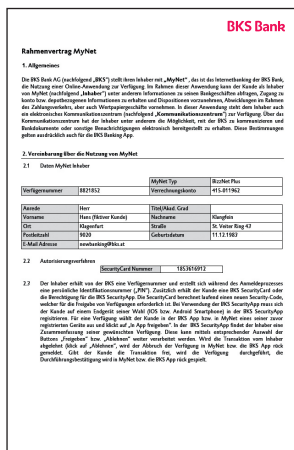 BKS Bank
Rahmenvertrag MyNet
1. Allgemeines
Die BKS Bank AG (nachfolgend „BKS") stellt ihren Inhaber mit „MyNet", das ist das Internetbanking der BKS Bank,
die Nutzung einer Online-Anwendung zur Verfügung. Im Rahmen dieser Anwendung kann der Kunde als Inhaber
von MyNet (nachfolgend „Inhaber") unter anderem Informationen zu seinen Bankgeschäften abfragen, Zugang zu
konto bzw. depotbezogenen Informationen zu erhalten und Dispositionen vorzunehmen, Abwicklungen im Rahmen
des Zahlungsverkehr, aber auch Wertpapiergeschäfte vornehmen. In dieser Anwendung steht dem Inhaber auch
ein elektronisches Kommunikationszentrum (nachfolgend „Kommunikationszentrum") zur Verfügung. Über das
Kommunikationszentrum hat der Inhaber unter anderem die Möglichkeit, mit der BKS zu kommunizieren und
Bankdokumente oder sonstige Benachrichtigungen elektronisch bereitgestellt zu erhalten. Diese Bestimmungen
gelten ausdrücklich auch für die BKS Banking App.
2. Vereinbarung über die Nutzung von MyNet
2.1 Daten MyNet Inhaber
MyNet Typ BizzNet Plus
Verfügernummer 8821852 Verrechnungskonto 415-011962
Anrede Herr Titel/Akad. Grad
Vorname Hans (fiktiver Kunde) Nachname Klangfein
Ort Klagenfurt Straße St. Veiter Ring 43
Postleitzahl 9020 Geburtsdatum 11.12.1983
E-Mail Adresse newbanking@bks.at
2.2 Autorisierungsverfahren
SecurityCard Nummer 1853616912
2.3 Der Inhaber erhält von der BKS eine Verfügernummer und erstellt sich während des Anmeldeprozesses
eine persönliche Identifikationsnummer („PIN"). Zusätzlich erhält der Kunde eine BKS SecurityCard oder
die Berechtigung für die BKS SecurityApp. Die SecurityCard berechnet laufend einen neuen Security-Code,
welcher für die Freigabe von Verfügungen erforderlich ist. Bei Verwendung der BKS SecurityApp muss sich
der Kunde auf einem Endgerät seiner Wahl (IOS bzw. Android Smartphone) in der BKS SecurityApp
registrieren. Für eine Verfügung wählt der Kunde in der BKS App bzw. in MyNet eines seiner zuvor
registrierten Geräte aus und klickt auf „In App freigeben". In der BKS SecurityApp findet der Inhaber eine
Zusammenfassung seiner gewünschten Verfügung. Diese kann mittels entsprechender Auswahl der
Buttons „Freigeben" bzw. „Ablehnen" weiter verarbeitet werden. Wird die Transaktion vom Inhaber
abgelehnt (klick auf „Ablehnen", wird der Abbruch der Verfügung in MyNet bzw. der BKS App rück
gemeldet. Gibt der Kunde die Transaktion frei, wird die Verfügung durchgeführt, die
Durchführungsbestätigung wird in MyNet bzw. die BKS App rück gespielt.